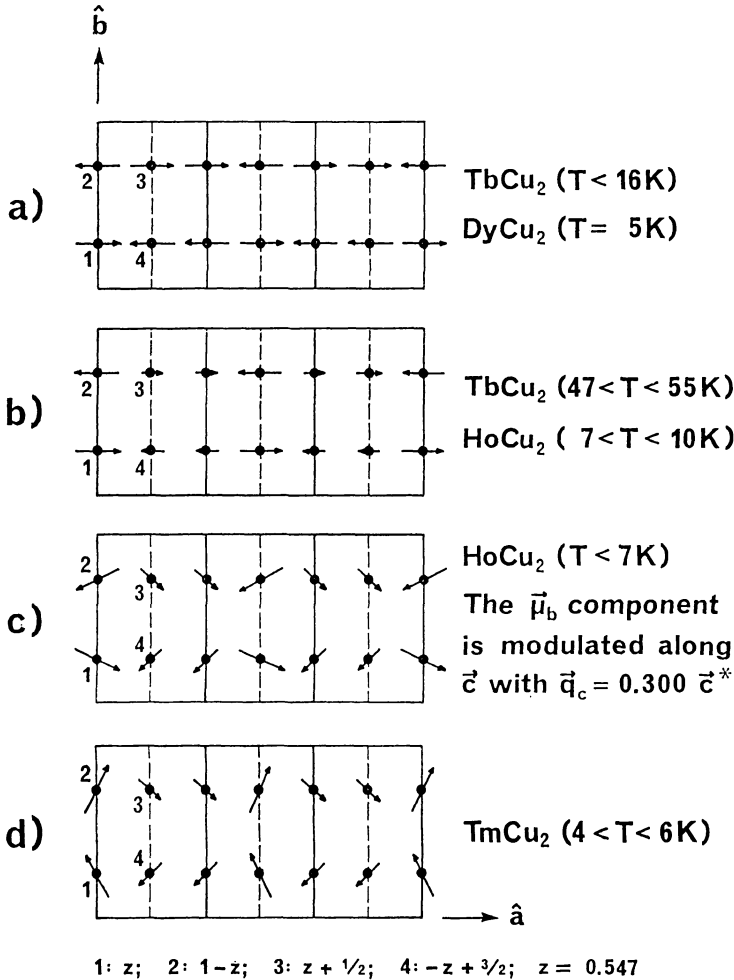 b̂
a)
2 3
1 4
TbCu₂ (T < 16K)
DyCu₂ (T = 5K)
b)
2 3
1 4
TbCu₂ (47 < T < 55K)
HoCu₂ ( 7 < T < 10K)
c)
2 3
1 4
HoCu₂ (T < 7K)
The μ⃗b component
is modulated along
c⃗ with q⃗c = 0.300 c⃗*
d)
2 3
1 4
TmCu₂ (4 < T < 6K)
â
1: z; 2: 1-z; 3: z + 1/2; 4: -z + 3/2; z = 0.547